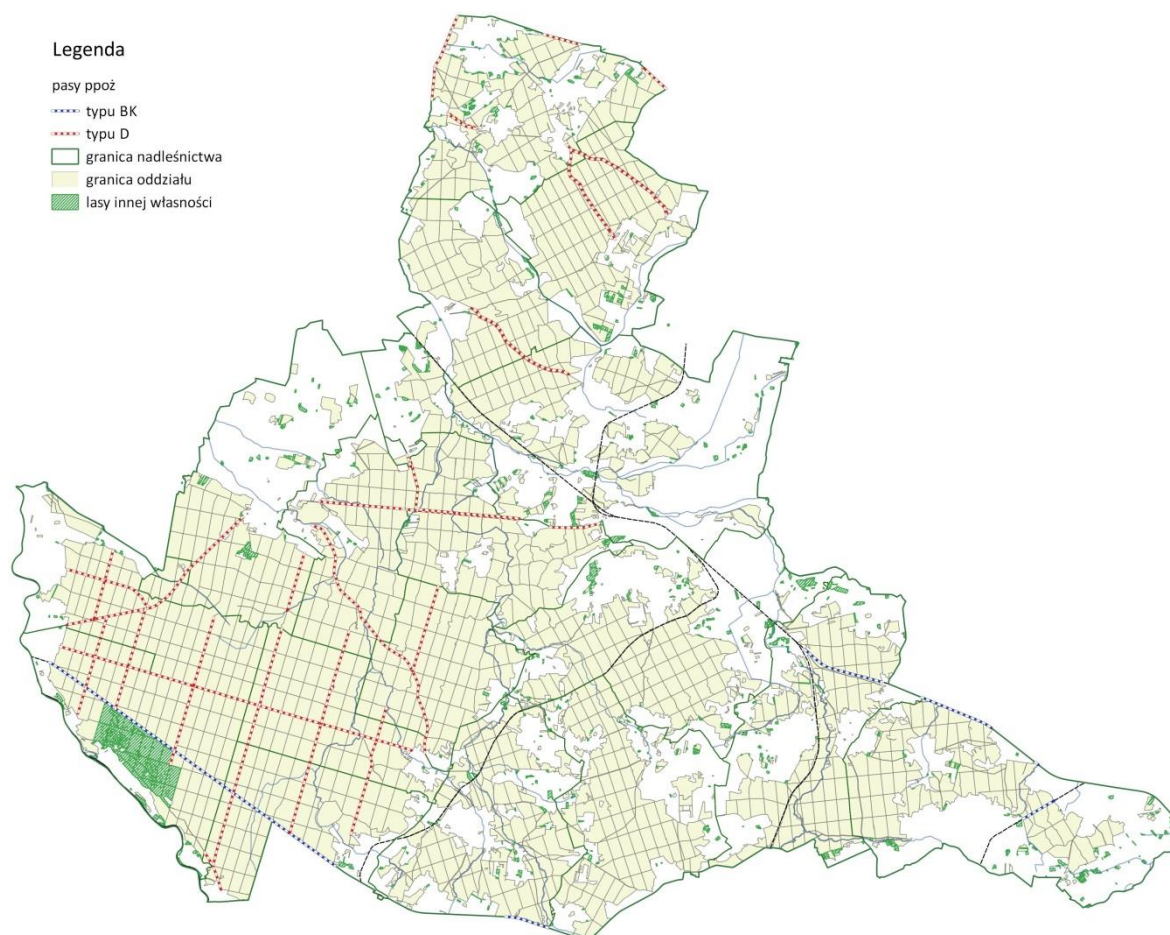 Legenda
pasy ppoż
typu BK
typu D
granica nadleśnictwa
granica oddziału
lasy innej własności